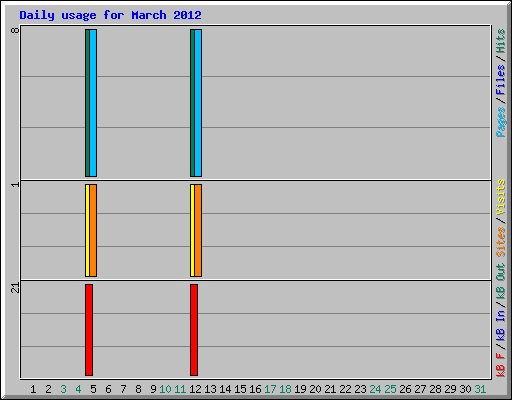 Daily usage for March 2012
8
1
21
Pages / Files / Hits
Sites / Visits
kB F / kB In / kB Out
1 2 3 4 5 6 7 8 9 10 11 12 13 14 15 16 17 18 19 20 21 22 23 24 25 26 27 28 29 30 31